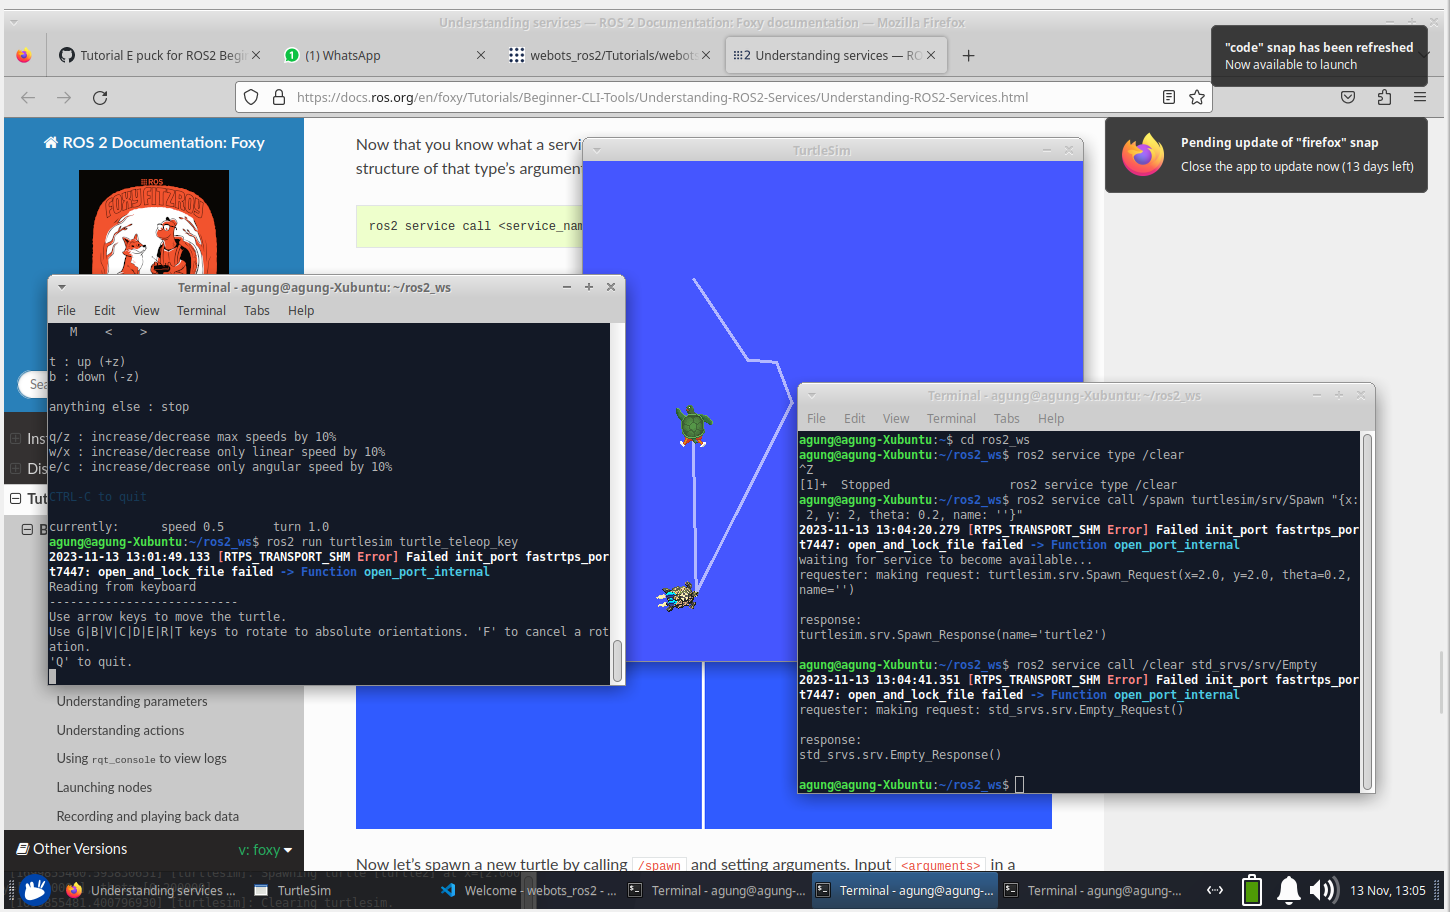 Understanding services — ROS 2 Documentation: Foxy documentation — Mozilla Firefox
Tutorial E puck for ROS2 Begi
(1) WhatsApp
webots_ros2/Tutorials/webots
Understanding services — RO
"code" snap has been refreshed
Now available to launch
https://docs.ros.org/en/foxy/Tutorials/Beginner-CLI-Tools/Understanding-ROS2-Services/Understanding-ROS2-Services.html
Pending update of "firefox" snap
Close the app to update now (13 days left)
ROS 2 Documentation: Foxy
ROS
FOXY FITZROY
Now that you know what a servi
structure of that type's argument
ros2 service call <service_nam
TurtleSim
Terminal - agung@agung-Xubuntu: ~/ros2_ws
File Edit View Terminal Tabs Help
M < >
t : up (+z)
b : down (-z)
anything else : stop
q/z : increase/decrease max speeds by 10%
w/x : increase/decrease only linear speed by 10%
e/c : increase/decrease only angular speed by 10%
CTRL-C to quit
currently: speed 0.5 turn 1.0
agung@agung-Xubuntu:~/ros2_ws$ ros2 run turtlesim turtle_teleop_key
2023-11-13 13:01:49.133 [RTPS_TRANSPORT_SHM Error] Failed init_port fastrtps_por
t7447: open_and_lock_file failed -> Function open_port_internal
Reading from keyboard
---------------------------
Use arrow keys to move the turtle.
Use G|B|V|C|D|E|R|T keys to rotate to absolute orientations. 'F' to cancel a rot
ation.
'Q' to quit.
Sea
Ins
Dis
Tut
B
Understanding parameters
Understanding actions
Using rqt_console to view logs
Launching nodes
Recording and playing back data
Other Versions
v: foxy
Terminal - agung@agung-Xubuntu: ~/ros2_ws
File Edit View Terminal Tabs Help
agung@agung-Xubuntu:~$ cd ros2_ws
agung@agung-Xubuntu:~/ros2_ws$ ros2 service type /clear
^Z
[1]+ Stopped ros2 service type /clear
agung@agung-Xubuntu:~/ros2_ws$ ros2 service call /spawn turtlesim/srv/Spawn "{x:
2, y: 2, theta: 0.2, name: ''}"
2023-11-13 13:04:20.279 [RTPS_TRANSPORT_SHM Error] Failed init_port fastrtps_por
t7447: open_and_lock_file failed -> Function open_port_internal
waiting for service to become available...
requester: making request: turtlesim.srv.Spawn_Request(x=2.0, y=2.0, theta=0.2,
name='')
response:
turtlesim.srv.Spawn_Response(name='turtle2')
agung@agung-Xubuntu:~/ros2_ws$ ros2 service call /clear std_srvs/srv/Empty
2023-11-13 13:04:41.351 [RTPS_TRANSPORT_SHM Error] Failed init_port fastrtps_por
t7447: open_and_lock_file failed -> Function open_port_internal
requester: making request: std_srvs.srv.Empty_Request()
response:
std_srvs.srv.Empty_Response()
agung@agung-Xubuntu:~/ros2_ws$
Now let's spawn a new turtle by calling /spawn and setting arguments. Input <arguments> in a
[turtlesim]: Clearing turtlesim.
Understanding services ...
TurtleSim
Welcome - webots_ros2 - ...
Terminal - agung@agung-...
Terminal - agung@agung-...
Terminal - agung@agung-...
13 Nov, 13:05